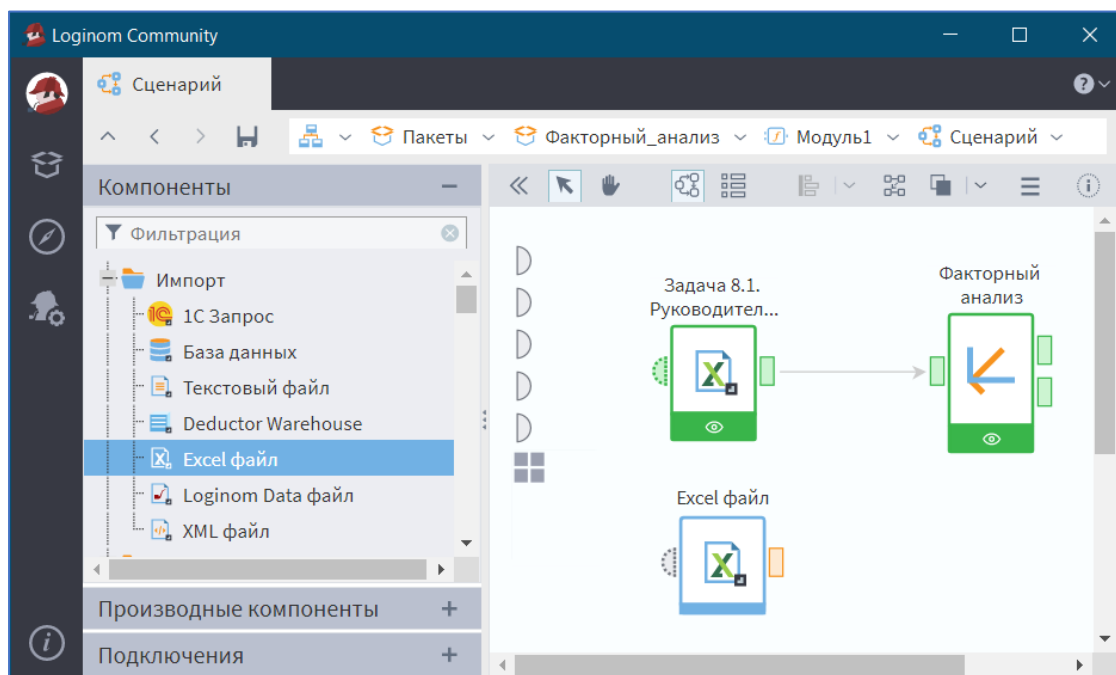 Loginom Community
Сценарий
Пакеты Факторный_анализ Модуль1 Сценарий
Компоненты
Фильтрация
Импорт
1С Запрос
База данных
Текстовый файл
Deductor Warehouse
Excel файл
Loginom Data файл
XML файл
Производные компоненты
Подключения
Задача 8.1.
Руководител...
Факторный
анализ
Excel файл